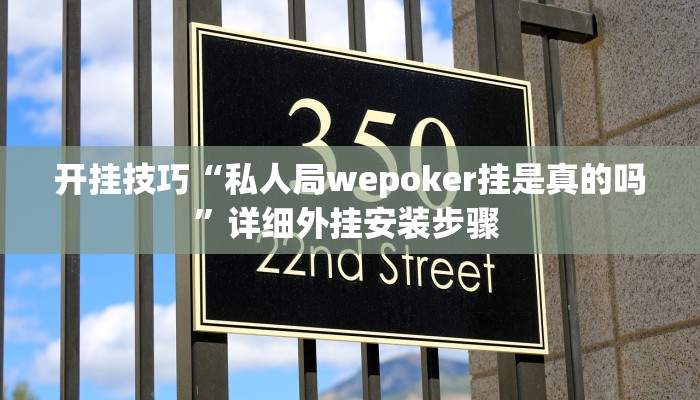 350
开挂技巧“私人局wepoker挂是真的吗
”详细外挂安装步骤
22nd Street